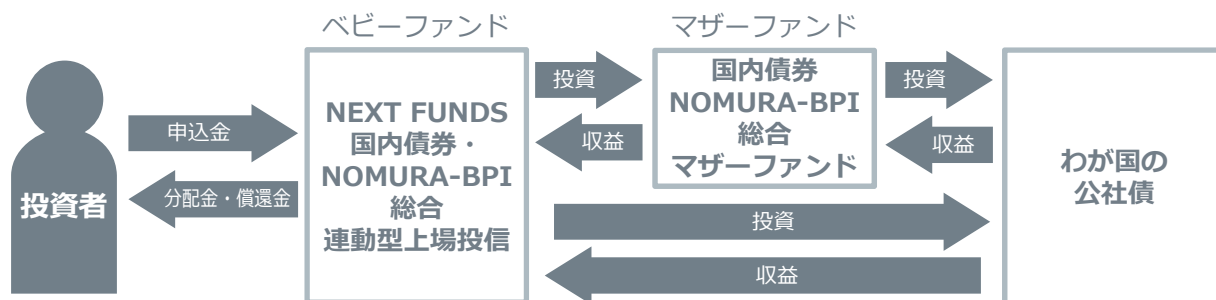 ベビーファンド
マザーファンド
投資者
申込金
分配金・償還金
NEXT FUNDS
国内債券・
NOMURA-BPI
総合
連動型上場投信
投資
収益
国内債券
NOMURA-BPI
総合
マザーファンド
投資
収益
投資
収益
わが国の
公社債